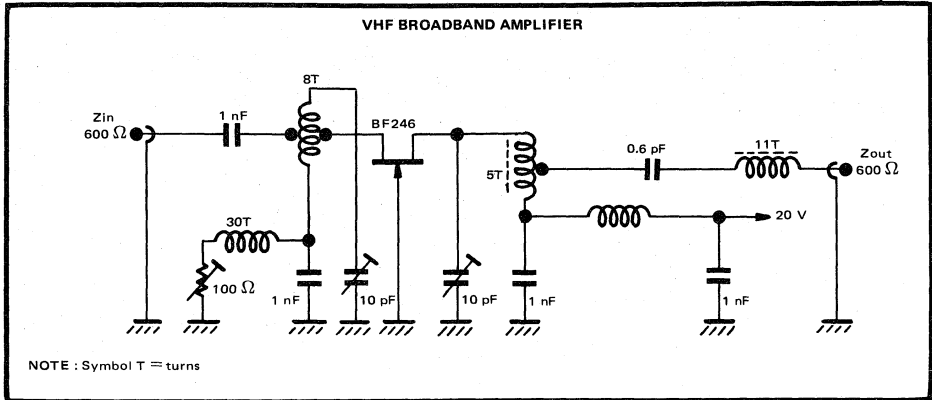 VHF BROADBAND AMPLIFIER
8T
Zin
600 Ω
1 nF
BF246
0.6 pF
11T
Zout
600 Ω
5T
20 V
30T
100 Ω
1 nF
10 pF
10 pF
1 nF
1 nF
NOTE : Symbol T = turns